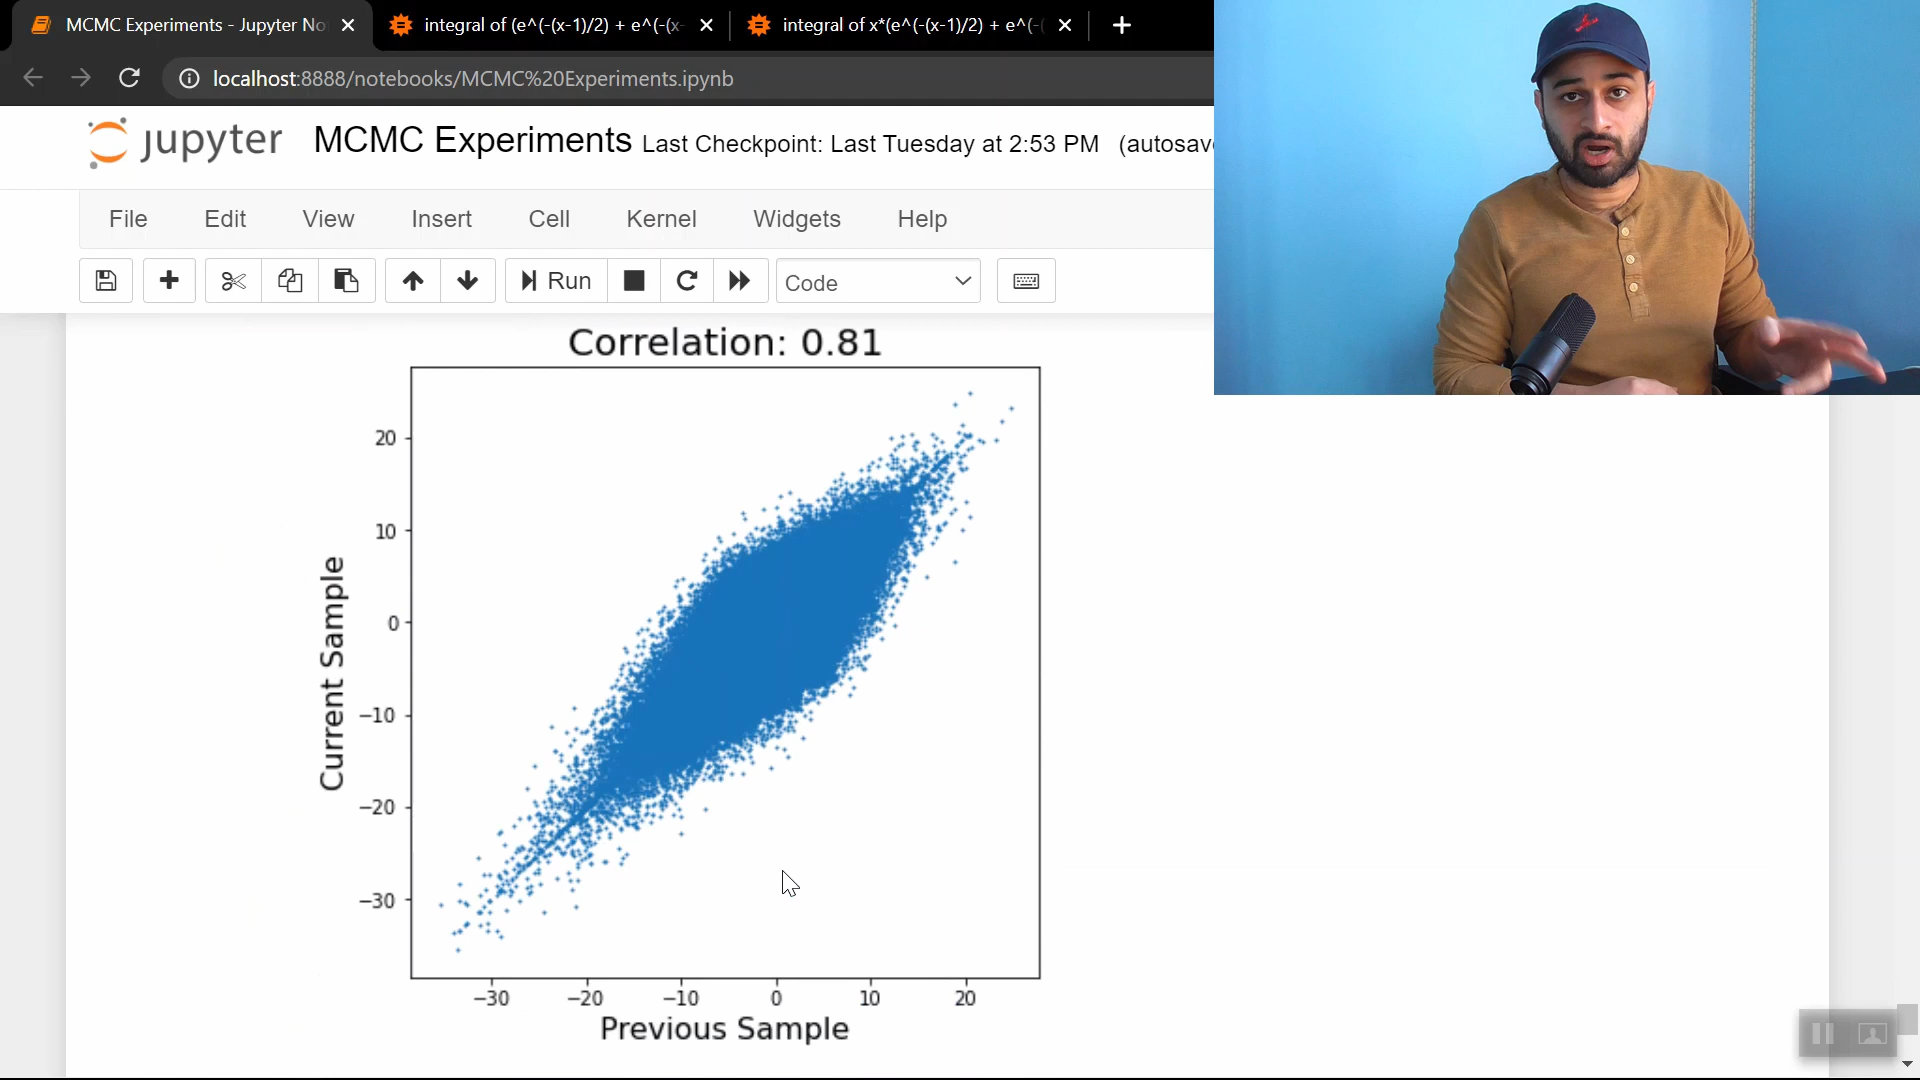 MCMC Experiments - Jupyter No
integral of (e^(-(x-1)/2) + e^(-(x-
integral of x*(e^(-(x-1)/2) + e^(-(
localhost:8888/notebooks/MCMC%20Experiments.ipynb
jupyter MCMC Experiments Last Checkpoint: Last Tuesday at 2:53 PM (autosave
File Edit View Insert Cell Kernel Widgets Help
Run Code
Correlation: 0.81
20
10
0
−10
−20
−30
Current Sample
−30 −20 −10 0 10 20
Previous Sample